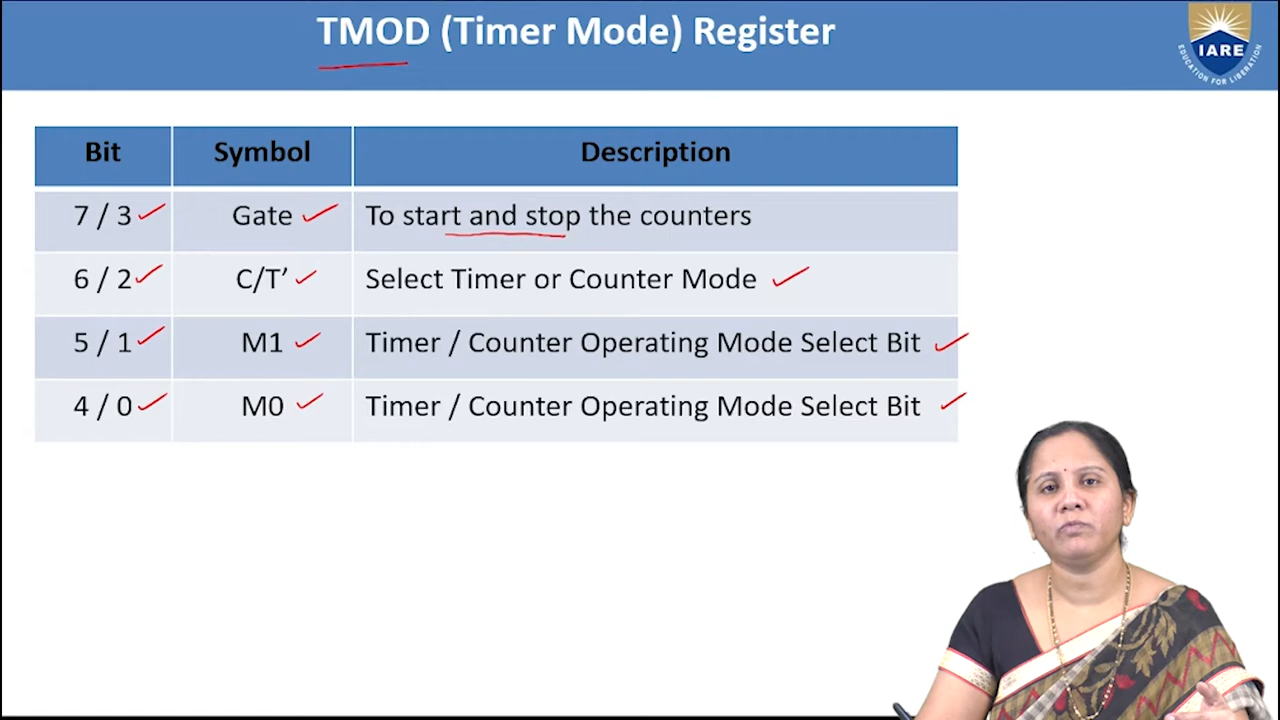 TMOD (Timer Mode) Register
IARE
EDUCATION FOR LIBERATION
Bit Symbol Description
7 / 3 Gate To start and stop the counters
6 / 2 C/T’ Select Timer or Counter Mode
5 / 1 M1 Timer / Counter Operating Mode Select Bit
4 / 0 M0 Timer / Counter Operating Mode Select Bit